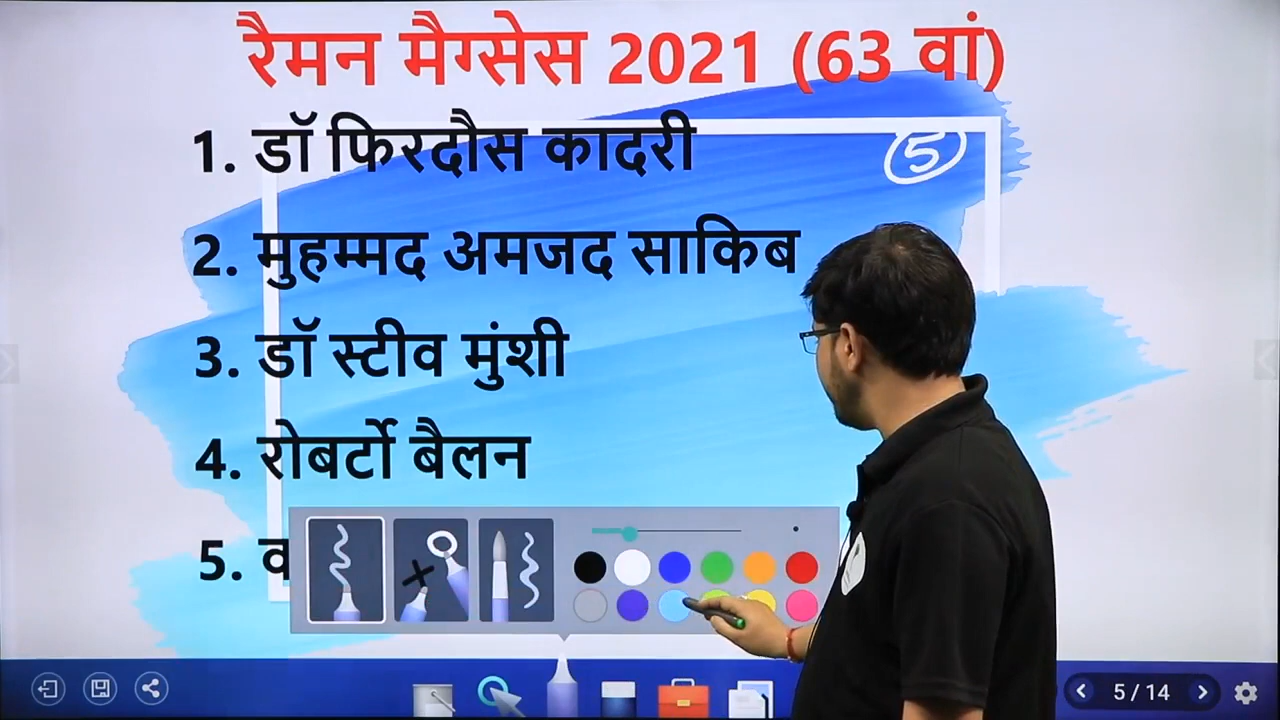 रैमन मैग्सेस 2021 (63 वां)
1. डॉ फिरदौस कादरी
5
2. मुहम्मद अमजद साकिब
3. डॉ स्टीव मुंशी
4. रोबर्टो बैलन
5.
5 / 14